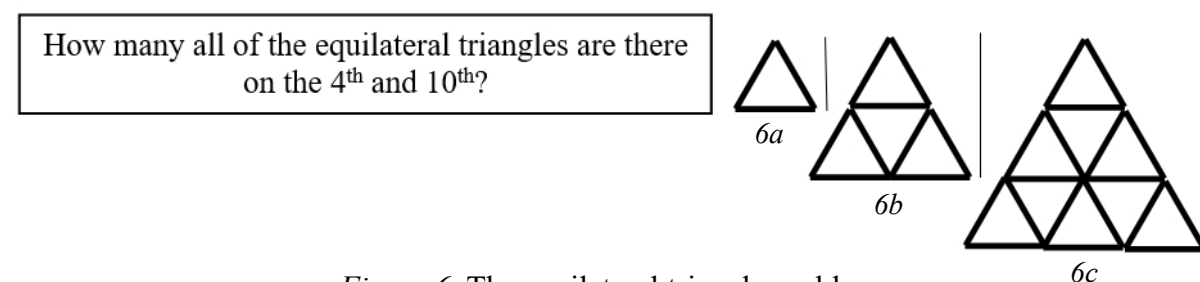 How many all of the equilateral triangles are there
on the 4th and 10th?
6a
6b
6c